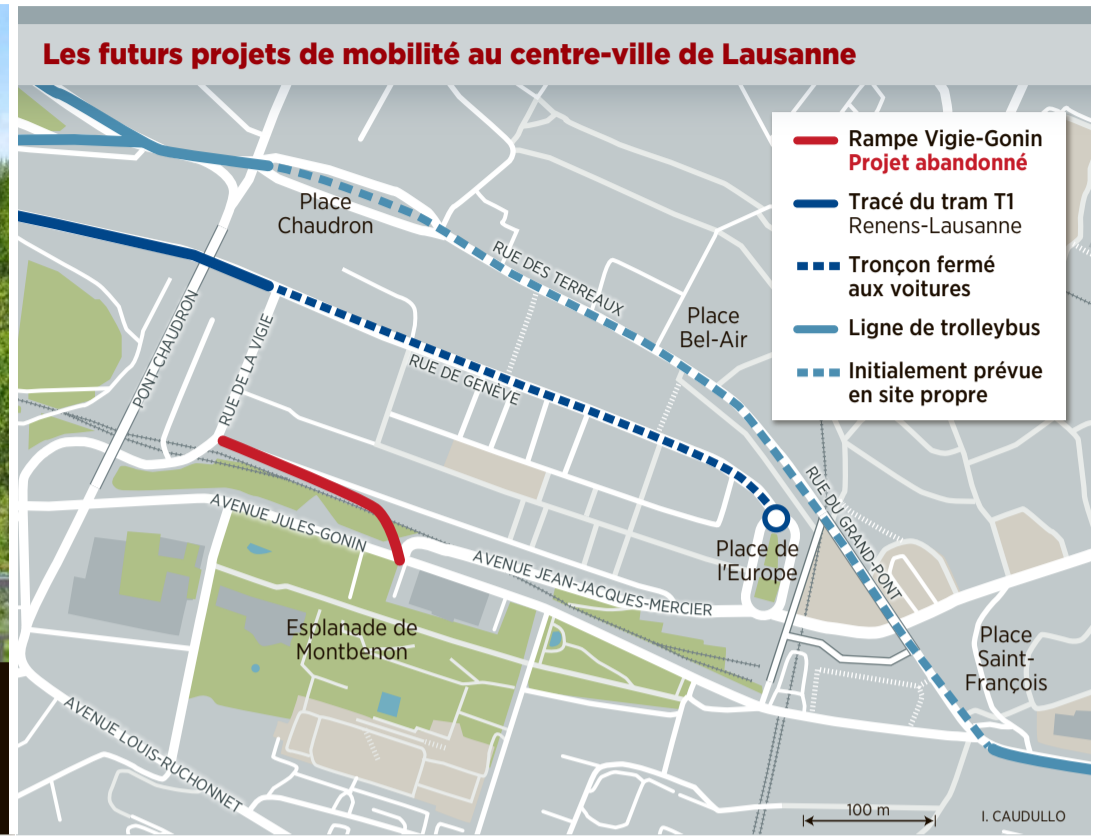 Les futurs projets de mobilité au centre-ville de Lausanne
Rampe Vigie-Gonin
Projet abandonné
Tracé du tram T1
Renens-Lausanne
Tronçon fermé
aux voitures
Ligne de trolleybus
Initialement prévue
en site propre
Place
Chaudron
RUE DES TERREAUX
Place
Bel-Air
PONT-CHAUDRON
RUE DE LA VIGIE
RUE DE GENÈVE
RUE DU GRAND-PONT
AVENUE JULES-GONIN
AVENUE JEAN-JACQUES-MERCIER
Place de
l'Europe
Esplanade de
Montbenon
Place
Saint-
François
AVENUE LOUIS-RUCHONNET
100 m
I. CAUDULLO